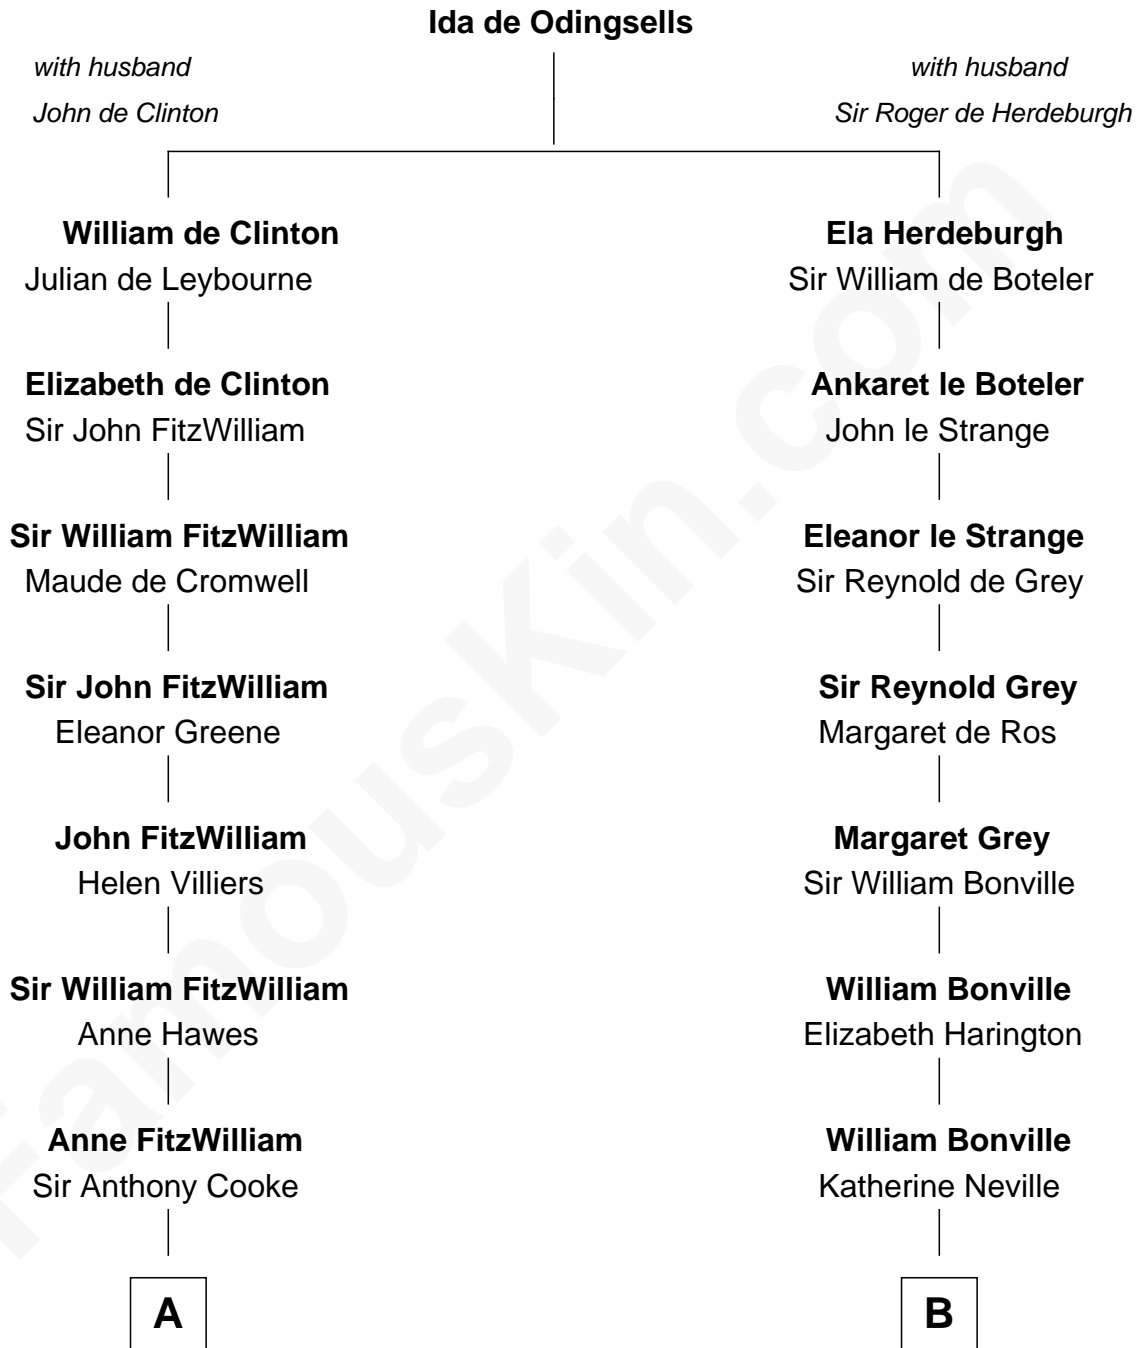 Ida de Odingsells
with husband
John de Clinton
with husband
Sir Roger de Herdeburgh
William de Clinton
Julian de Leybourne
Ela Herdeburgh
Sir William de Boteler
Elizabeth de Clinton
Sir John FitzWilliam
Ankaret le Boteler
John le Strange
Sir William FitzWilliam
Maude de Cromwell
Eleanor le Strange
Sir Reynold de Grey
Sir John FitzWilliam
Eleanor Greene
Sir Reynold Grey
Margaret de Ros
John FitzWilliam
Helen Villiers
Margaret Grey
Sir William Bonville
Sir William FitzWilliam
Anne Hawes
William Bonville
Elizabeth Harington
Anne FitzWilliam
Sir Anthony Cooke
William Bonville
Katherine Neville
A
B
FamousKin.com